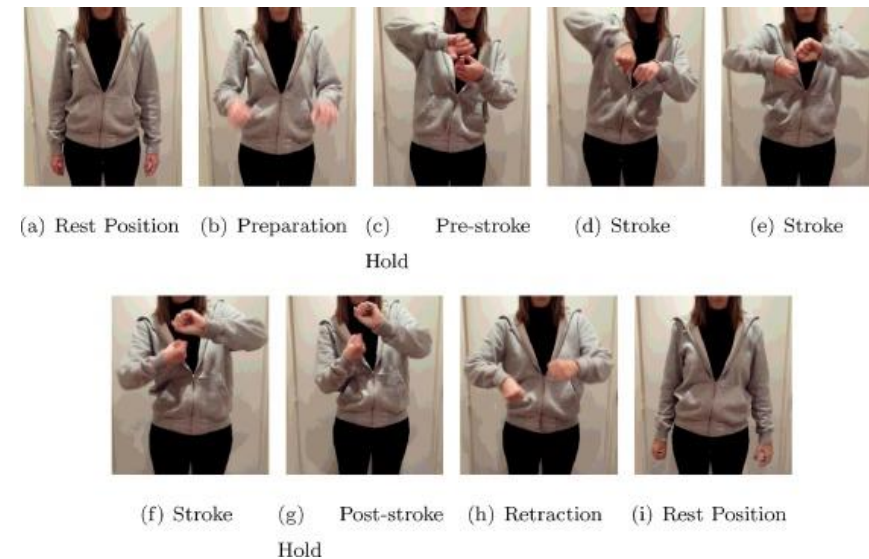 (a) Rest Position (b) Preparation (c) Pre-stroke (d) Stroke (e) Stroke
Hold
(f) Stroke (g) Post-stroke (h) Retraction (i) Rest Position
Hold